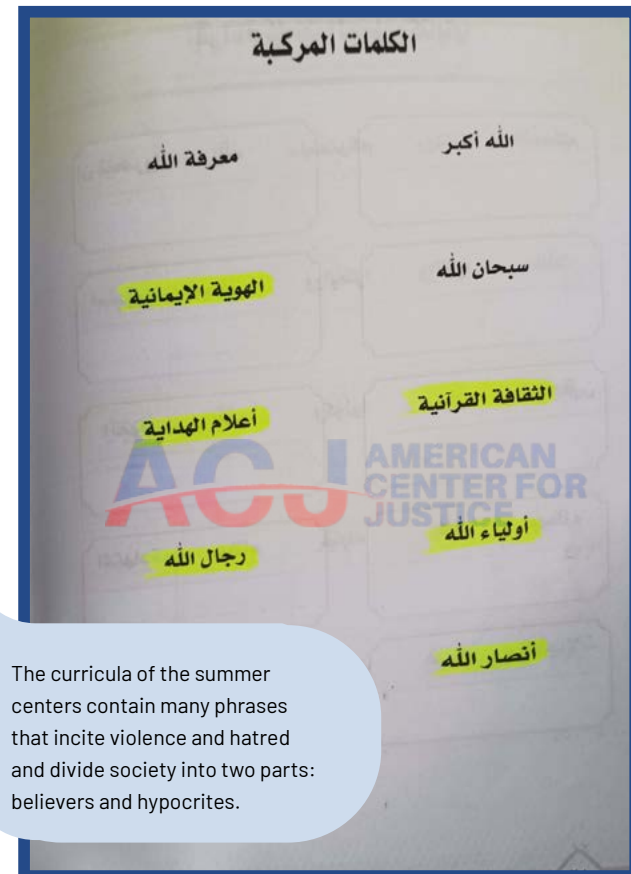 الكلمات المركبة
الله أكبر
معرفة الله
سبحان الله
الهوية الإيمانية
الثقافة القرآنية
أعلام الهداية
أولياء الله
رجال الله
أنصار الله
ACJ AMERICAN
CENTER FOR
JUSTICE
The curricula of the summer
centers contain many phrases
that incite violence and hatred
and divide society into two parts:
believers and hypocrites.